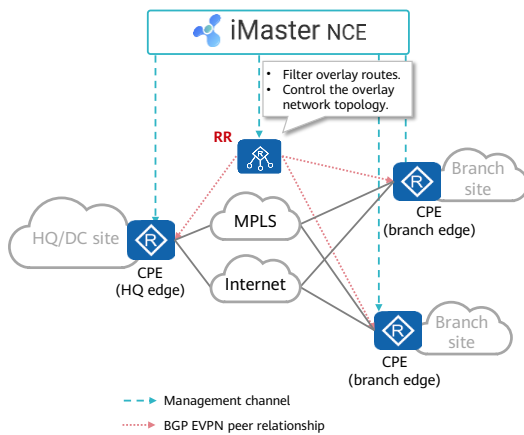 iMaster NCE
• Filter overlay routes.
• Control the overlay
network topology.
RR
R
Branch
site
R
MPLS
CPE
(branch edge)
HQ/DC site
R
CPE
(HQ edge)
Internet
R
Branch
site
CPE
(branch edge)
Management channel
BGP EVPN peer relationship